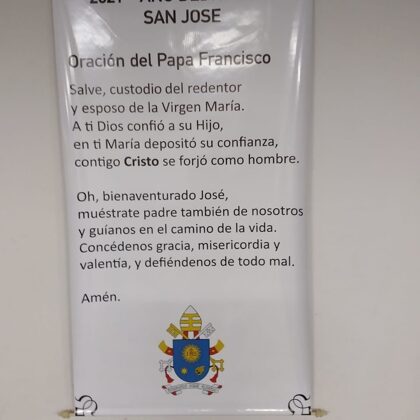 SAN JOSE
Oración del Papa Francisco
Salve, custodio del redentor
y esposo de la Virgen María.
A ti Dios confió a su Hijo,
en ti María depositó su confianza,
contigo Cristo se forjó como hombre.
Oh, bienaventurado José,
muéstrate padre también de nosotros
y guíanos en el camino de la vida.
Concédenos gracia, misericordia y
valentía, y defiéndenos de todo mal.
Amén.